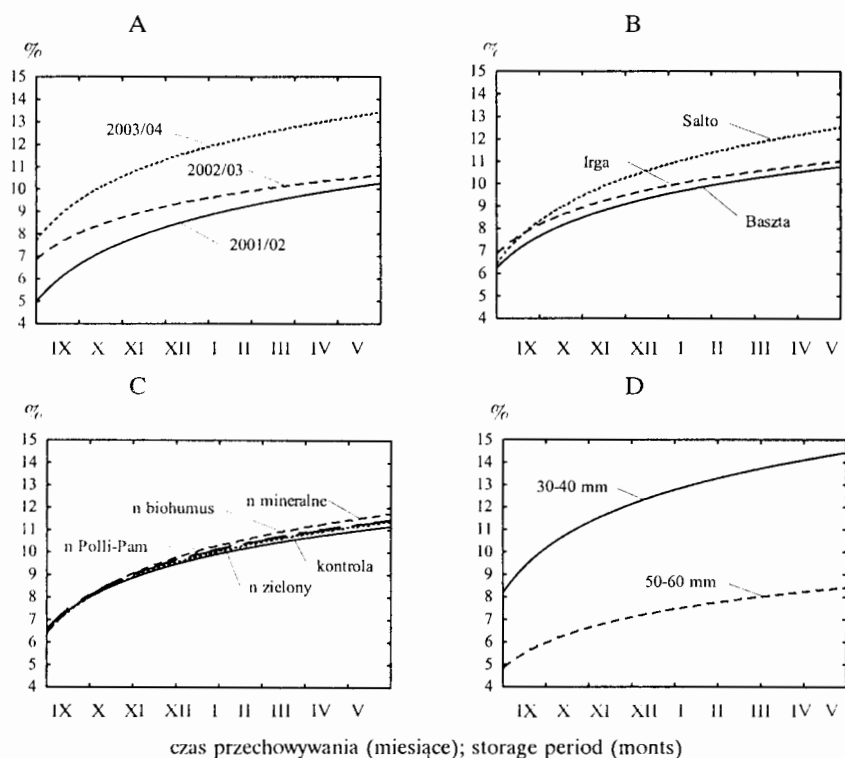 A
%
15
14
13
12
11
10
9
8
7
6
5
4
2003/04
2002/03
2001/02
IX X XI XII I II III IV V
B
%
15
14
13
12
11
10
9
8
7
6
5
4
Salto
Irga
Baszta
IX X XI XII I II III IV V
C
%
15
14
13
12
11
10
9
8
7
6
5
4
n biohumus
n mineralne
n Polli-Pam
kontrola
n zielony
IX X XI XII I II III IV V
D
%
15
14
13
12
11
10
9
8
7
6
5
4
30-40 mm
50-60 mm
IX X XI XII I II III IV V
czas przechowywania (miesiące); storage period (monts)